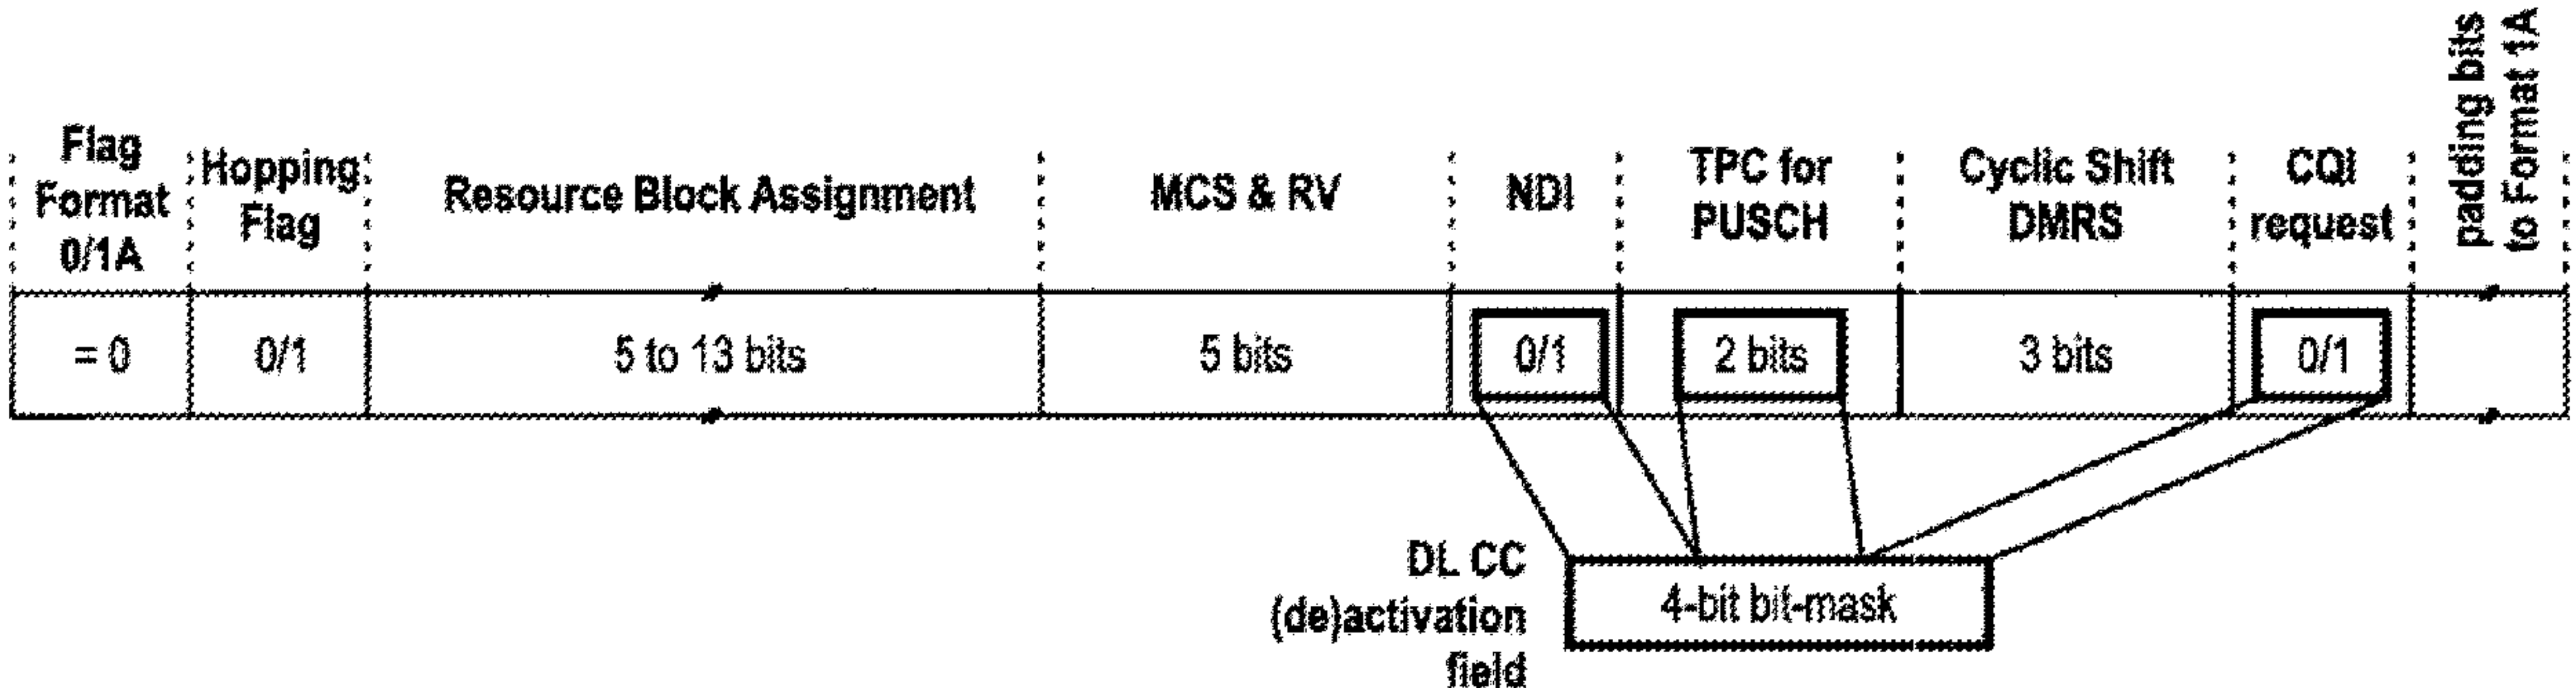 Flag
Format
0/1A
Hopping
Flag
Resource Block Assignment
MCS & RV
NDI
TPC for
PUSCH
Cyclic Shift
DMRS
CQI
request
padding bits
to Format 1A
= 0
0/1
5 to 13 bits
5 bits
0/1
2 bits
3 bits
0/1
DL CC
(de)activation
field
4-bit bit-mask